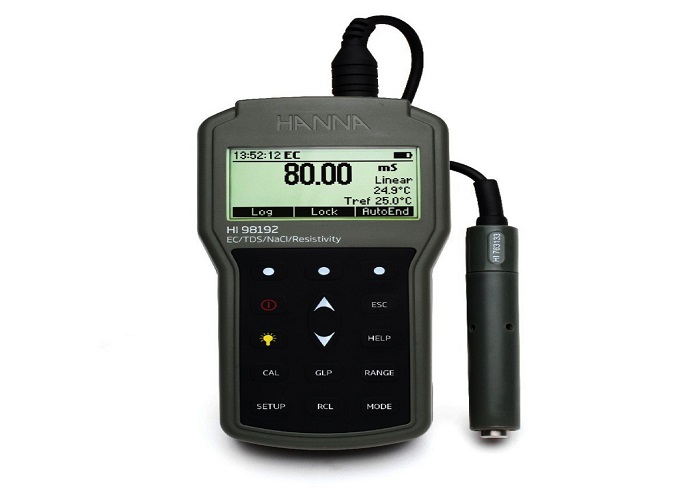 HANNA
13:52:12 EC
80.00 mS
Linear
24.9°C
Tref 25.0°C
Log Lock AutoEnd
HI 98192
EC/TDS/NaCl/Resistivity
ESC
HELP
CAL GLP RANGE
SETUP RCL MODE
HI 763133